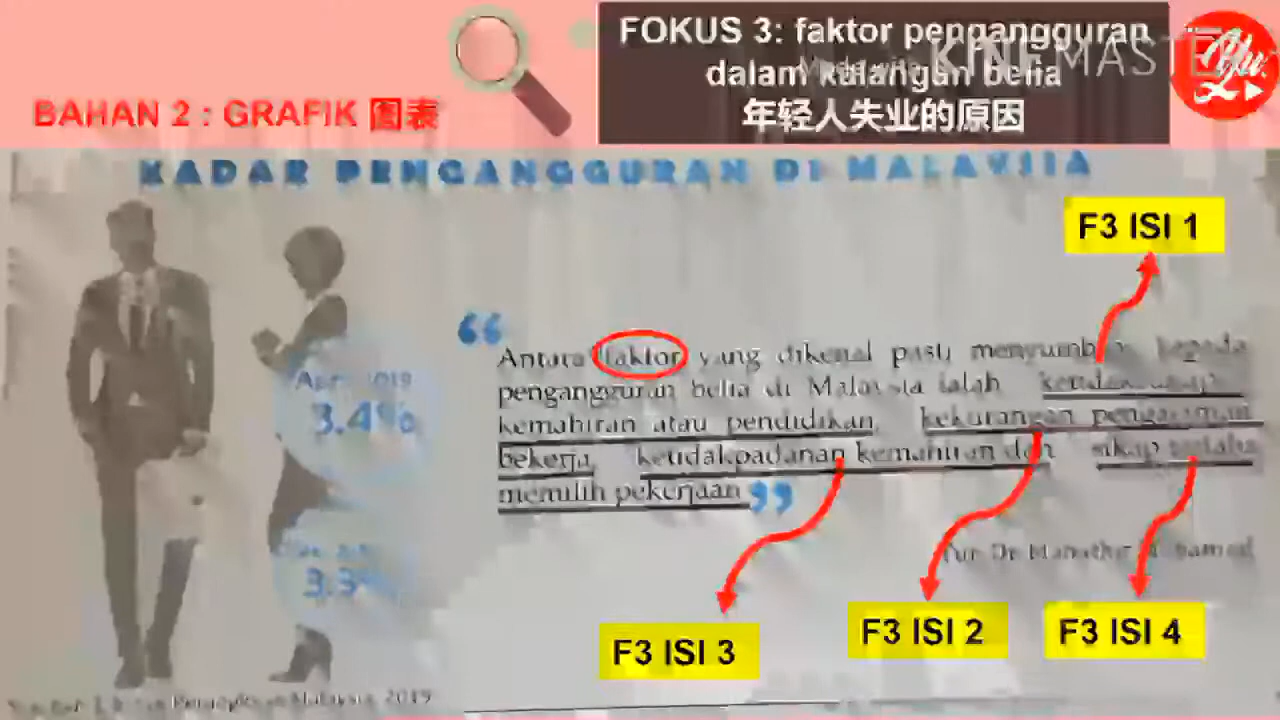 FOKUS 3: faktor pengangguran
dalam kalangan belia
年轻人失业的原因
KINEMASTER
BAHAN 2 : GRAFIK 图表
KADAR PENGANGGURAN DI MALAYSIA
F3 ISI 1
“
Antara faktor yang dikenal pasti kepada
pengangguran belia di Malaysia ialah
kemahiran atau pendidikan, kekurangan pengalaman
bekerja, ketidakpadanan kemahiran dan sikap terlalu
memilih pekerjaan ”
3.4%
3.3%
F3 ISI 3
F3 ISI 2
F3 ISI 4
Malaysia, 2019